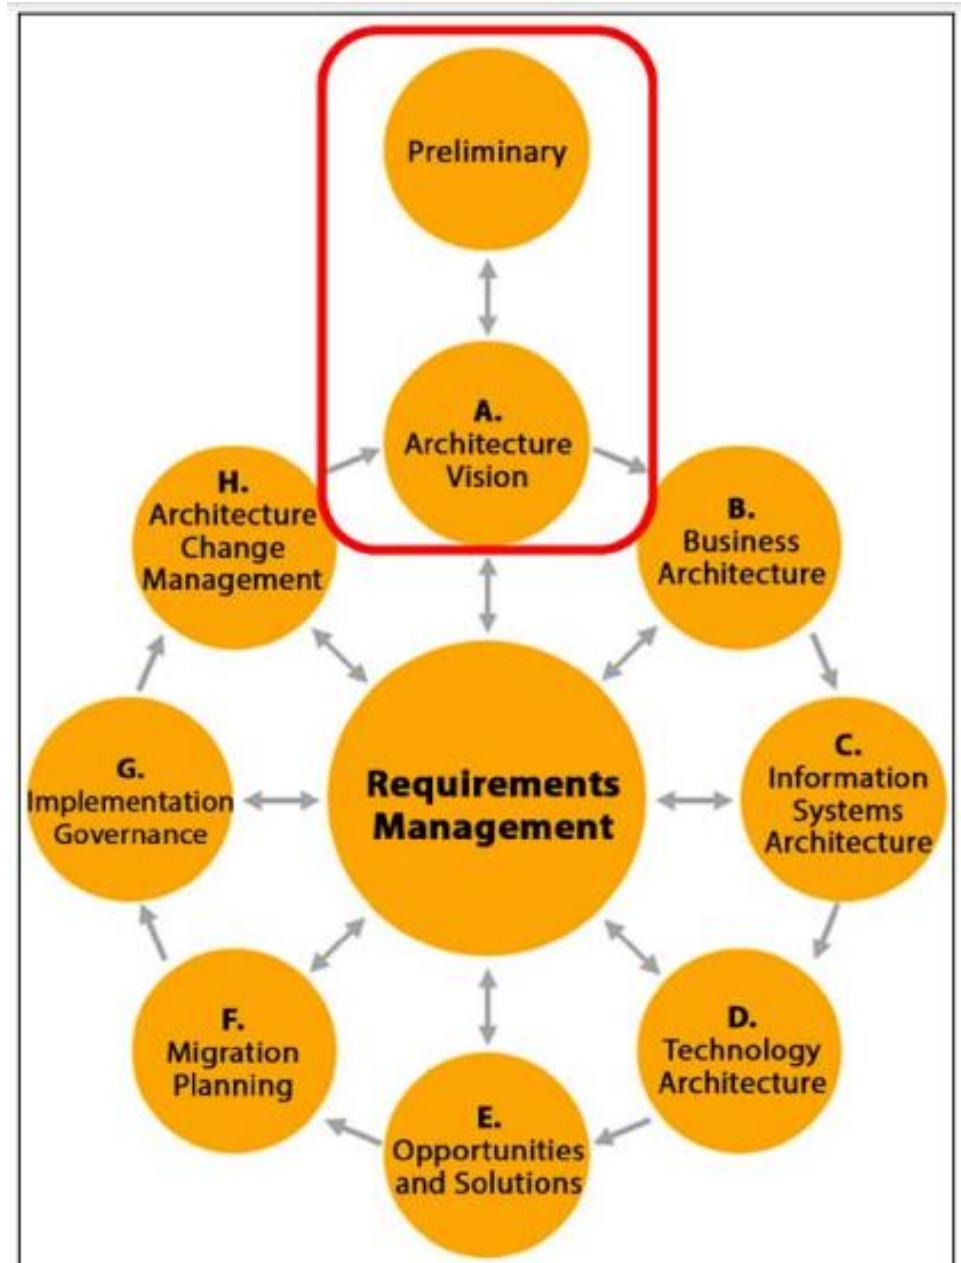 Preliminary
A.
Architecture
Vision
H.
Architecture
Change
Management
B.
Business
Architecture
G.
Implementation
Governance
Requirements
Management
C.
Information
Systems
Architecture
F.
Migration
Planning
D.
Technology
Architecture
E.
Opportunities
and Solutions